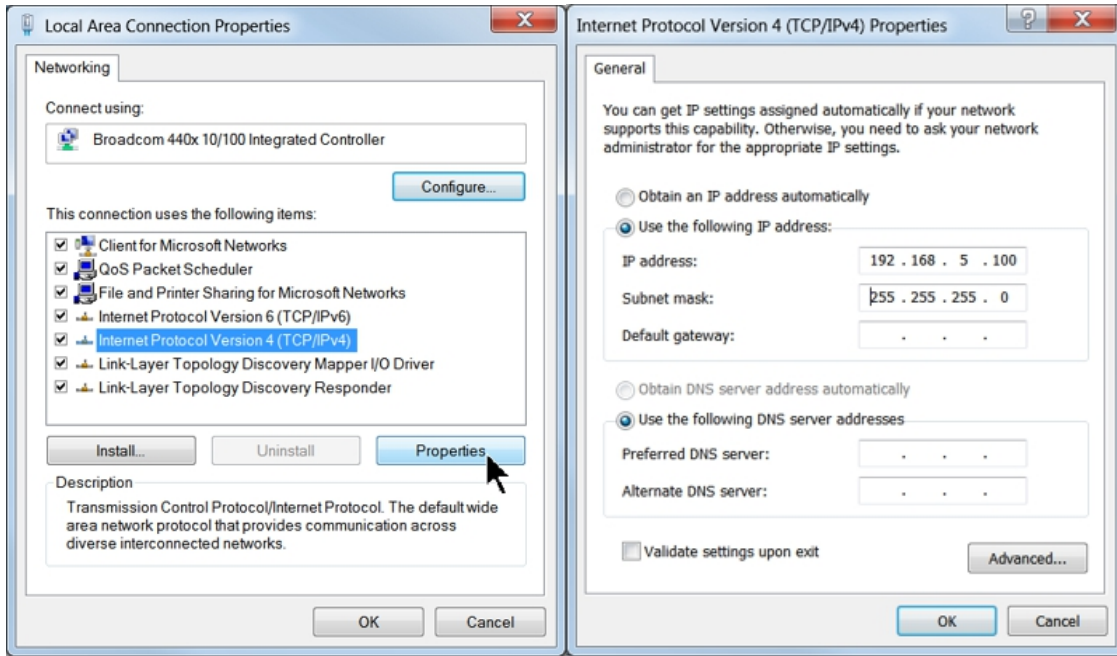 Local Area Connection Properties
Networking
Connect using:
Broadcom 440x 10/100 Integrated Controller
Configure...
This connection uses the following items:
Client for Microsoft Networks
QoS Packet Scheduler
File and Printer Sharing for Microsoft Networks
Internet Protocol Version 6 (TCP/IPv6)
Internet Protocol Version 4 (TCP/IPv4)
Link-Layer Topology Discovery Mapper I/O Driver
Link-Layer Topology Discovery Responder
Install...
Uninstall
Properties
Description
Transmission Control Protocol/Internet Protocol. The default wide
area network protocol that provides communication across
diverse interconnected networks.
OK
Cancel
Internet Protocol Version 4 (TCP/IPv4) Properties
General
You can get IP settings assigned automatically if your network
supports this capability. Otherwise, you need to ask your network
administrator for the appropriate IP settings.
Obtain an IP address automatically
Use the following IP address:
IP address: 192 . 168 . 5 . 100
Subnet mask: 255 . 255 . 255 . 0
Default gateway: . . .
Obtain DNS server address automatically
Use the following DNS server addresses
Preferred DNS server: . . .
Alternate DNS server: . . .
Validate settings upon exit
Advanced...
OK
Cancel